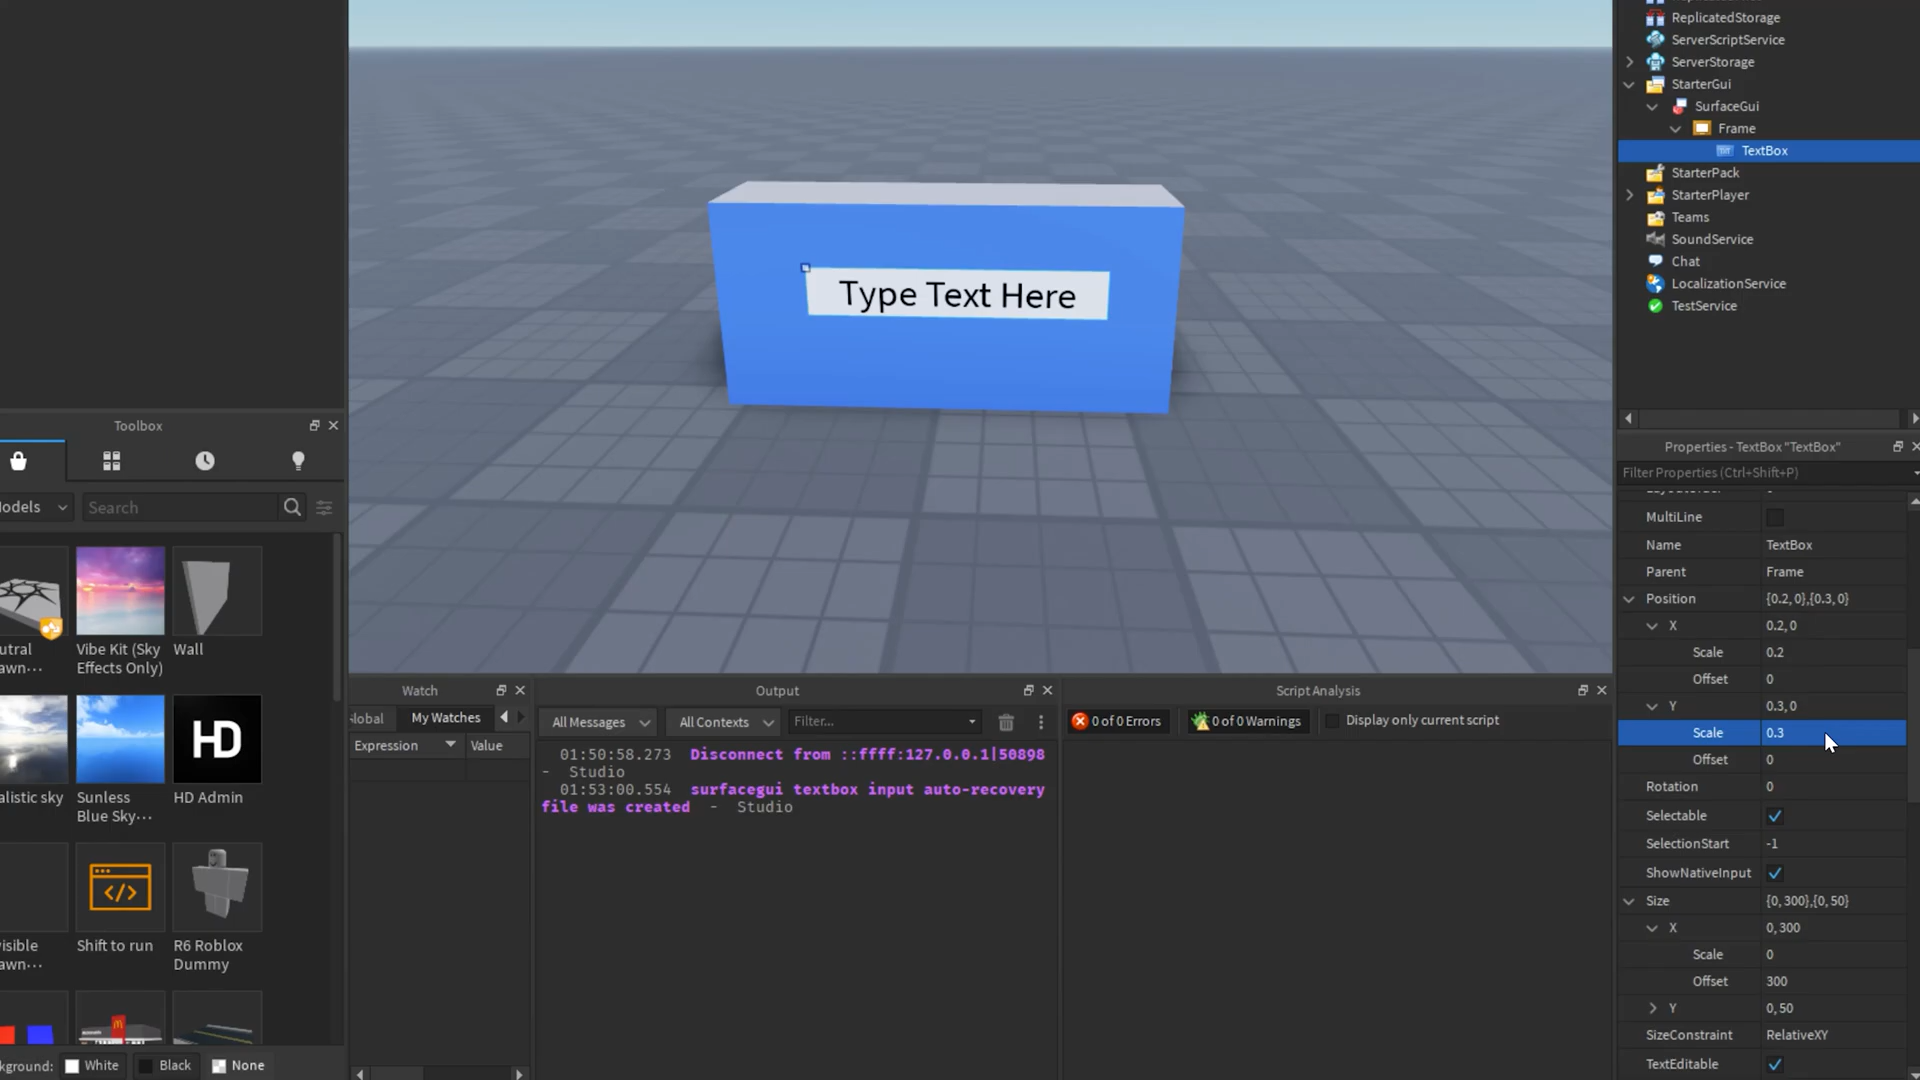 ReplicatedStorage
ServerScriptService
ServerStorage
StarterGui
SurfaceGui
Frame
TextBox
StarterPack
StarterPlayer
Teams
SoundService
Chat
LocalizationService
TestService
Type Text Here
Toolbox
odels
Search
utral
awn...
Vibe Kit (Sky
Effects Only)
Wall
alistic sky
Sunless
Blue Sky...
HD
HD Admin
visible
awn...
Shift to run
R6 Roblox
Dummy
kground:
White
Black
None
Watch
lobal
My Watches
Expression
Value
Output
All Messages
All Contexts
Filter...
01:50:58.273 Disconnect from ::ffff:127.0.0.1|50898
- Studio
01:53:00.554 surfacegui textbox input auto-recovery
file was created - Studio
Script Analysis
0 of 0 Errors
0 of 0 Warnings
Display only current script
Properties - TextBox "TextBox"
Filter Properties (Ctrl+Shift+P)
MultiLine
Name TextBox
Parent Frame
Position {0.2, 0},{0.3, 0}
X 0.2, 0
Scale 0.2
Offset 0
Y 0.3, 0
Scale 0.3
Offset 0
Rotation 0
Selectable
SelectionStart -1
ShowNativeInput
Size {0, 300},{0, 50}
X 0, 300
Scale 0
Offset 300
Y 0, 50
SizeConstraint RelativeXY
TextEditable